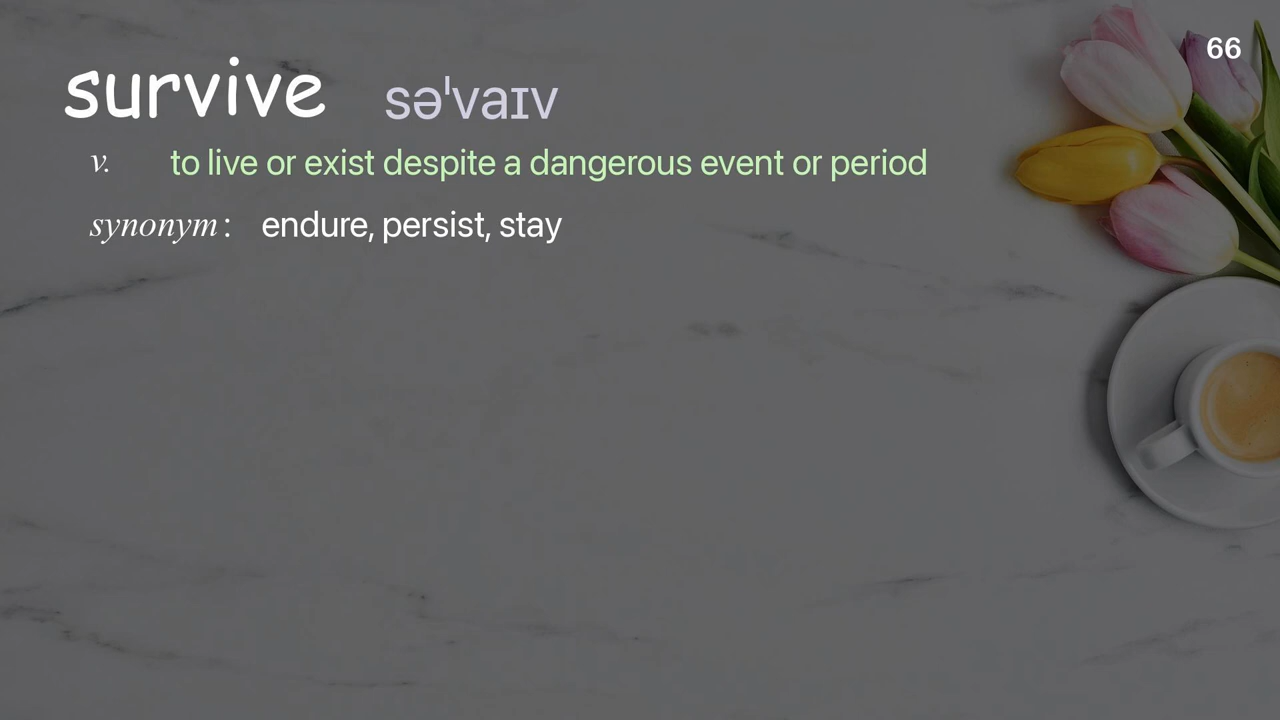 66
survive səˈvaɪv
v. to live or exist despite a dangerous event or period
synonym: endure, persist, stay